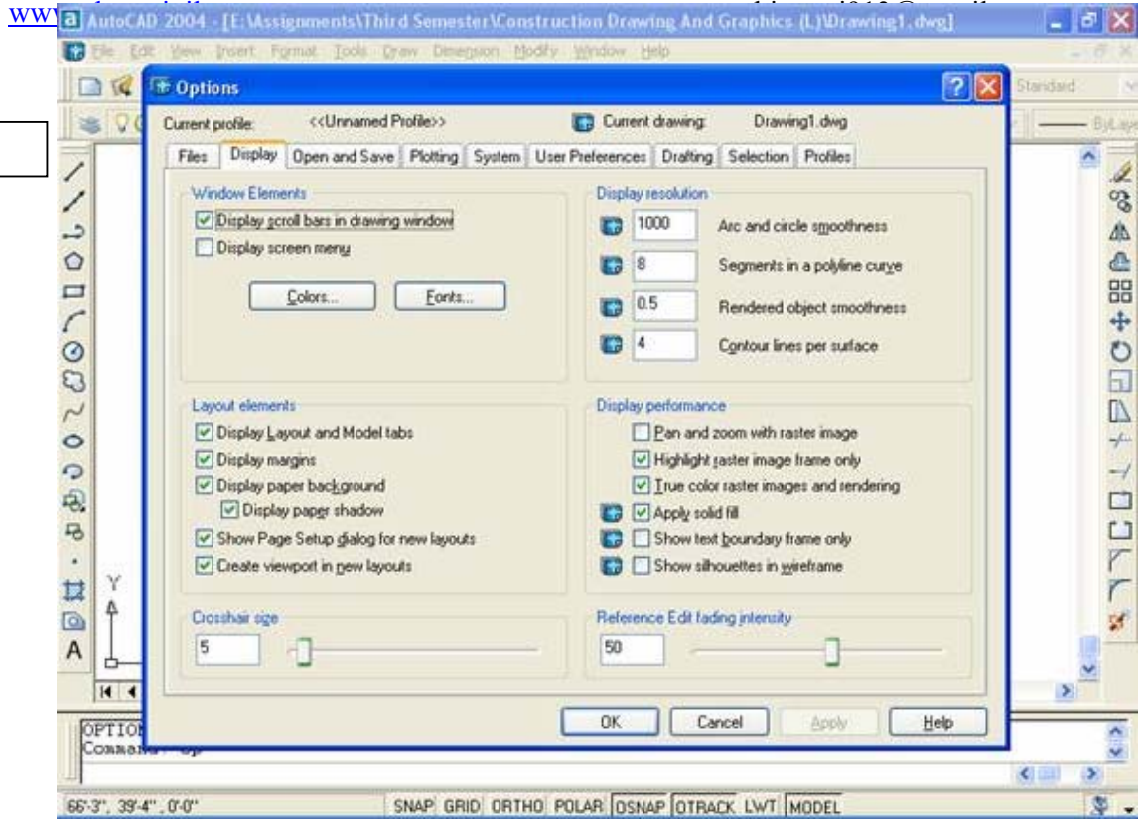 AutoCAD 2004 - [E:\Assignments\Third Semester\Construction Drawing And Graphics (L)\Drawing1.dwg]
File Edit View Insert Format Tools Draw Dimension Modify Window Help
Standard
Options
Current profile: <<Unnamed Profile>> Current drawing: Drawing1.dwg
Files Display Open and Save Plotting System User Preferences Drafting Selection Profiles
Window Elements
Display scroll bars in drawing window
Display screen menu
Colors... Fonts...
Display resolution
1000 Arc and circle smoothness
8 Segments in a polyline curve
0.5 Rendered object smoothness
4 Contour lines per surface
Layout elements
Display Layout and Model tabs
Display margins
Display paper background
Display paper shadow
Show Page Setup dialog for new layouts
Create viewport in new layouts
Display performance
Pan and zoom with raster image
Highlight raster image frame only
True color raster images and rendering
Apply solid fill
Show text boundary frame only
Show silhouettes in wireframe
Crosshair size
5
Reference Edit fading intensity
50
OK Cancel Apply Help
Y
A
Command: op
66'-3", 39'-4" , 0'-0" SNAP GRID ORTHO POLAR OSNAP OTRACK LWT MODEL